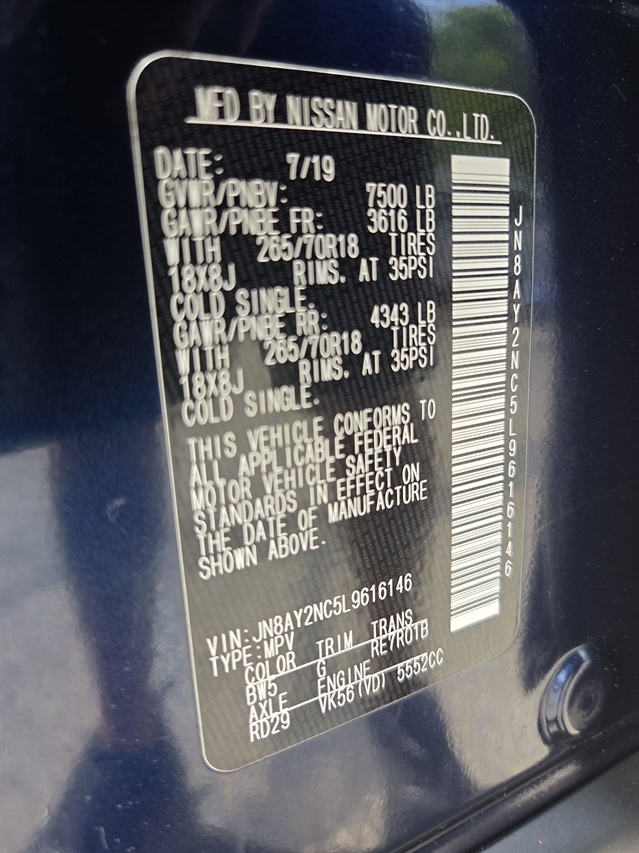 MFD BY NISSAN MOTOR CO.,LTD.
DATE: 7/19
GVWR/PNBV: 7500 LB
GAWR/PNBE FR: 3616 LB
WITH 265/70R18 TIRES
18X8J RIMS. AT 35PSI
COLD SINGLE.
GAWR/PNBE RR: 4343 LB
WITH 265/70R18 TIRES
18X8J RIMS. AT 35PSI
COLD SINGLE.
THIS VEHICLE CONFORMS TO
ALL APPLICABLE FEDERAL
MOTOR VEHICLE SAFETY
STANDARDS IN EFFECT ON
THE DATE OF MANUFACTURE
SHOWN ABOVE.
VIN:JN8AY2NC5L9616146
TYPE:MPV
COLOR TRIM TRANS
BW5 G RE7R01B
AXLE ENGINE
RD29 VK56(VD) 5552CC
JN8AY2NC5L9616146